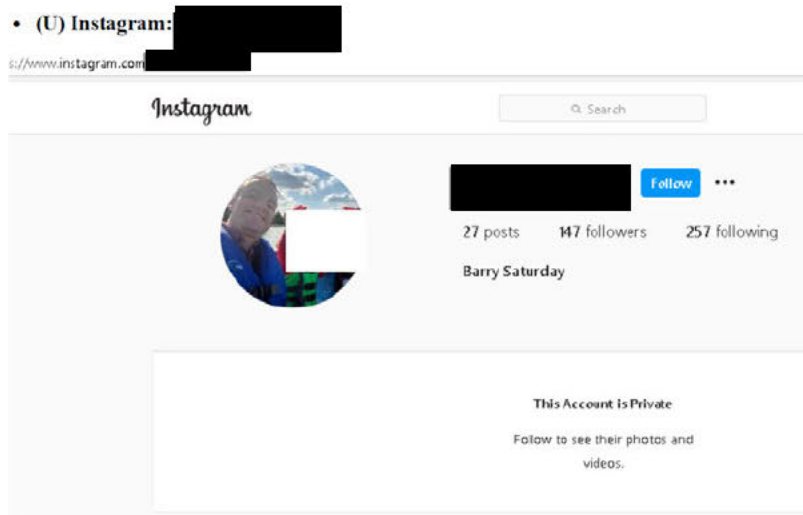 • (U) Instagram:
s://www.instagram.com
Instagram
Search
Follow •••
27 posts 147 followers 257 following
Barry Saturday
This Account is Private
Follow to see their photos and
videos.